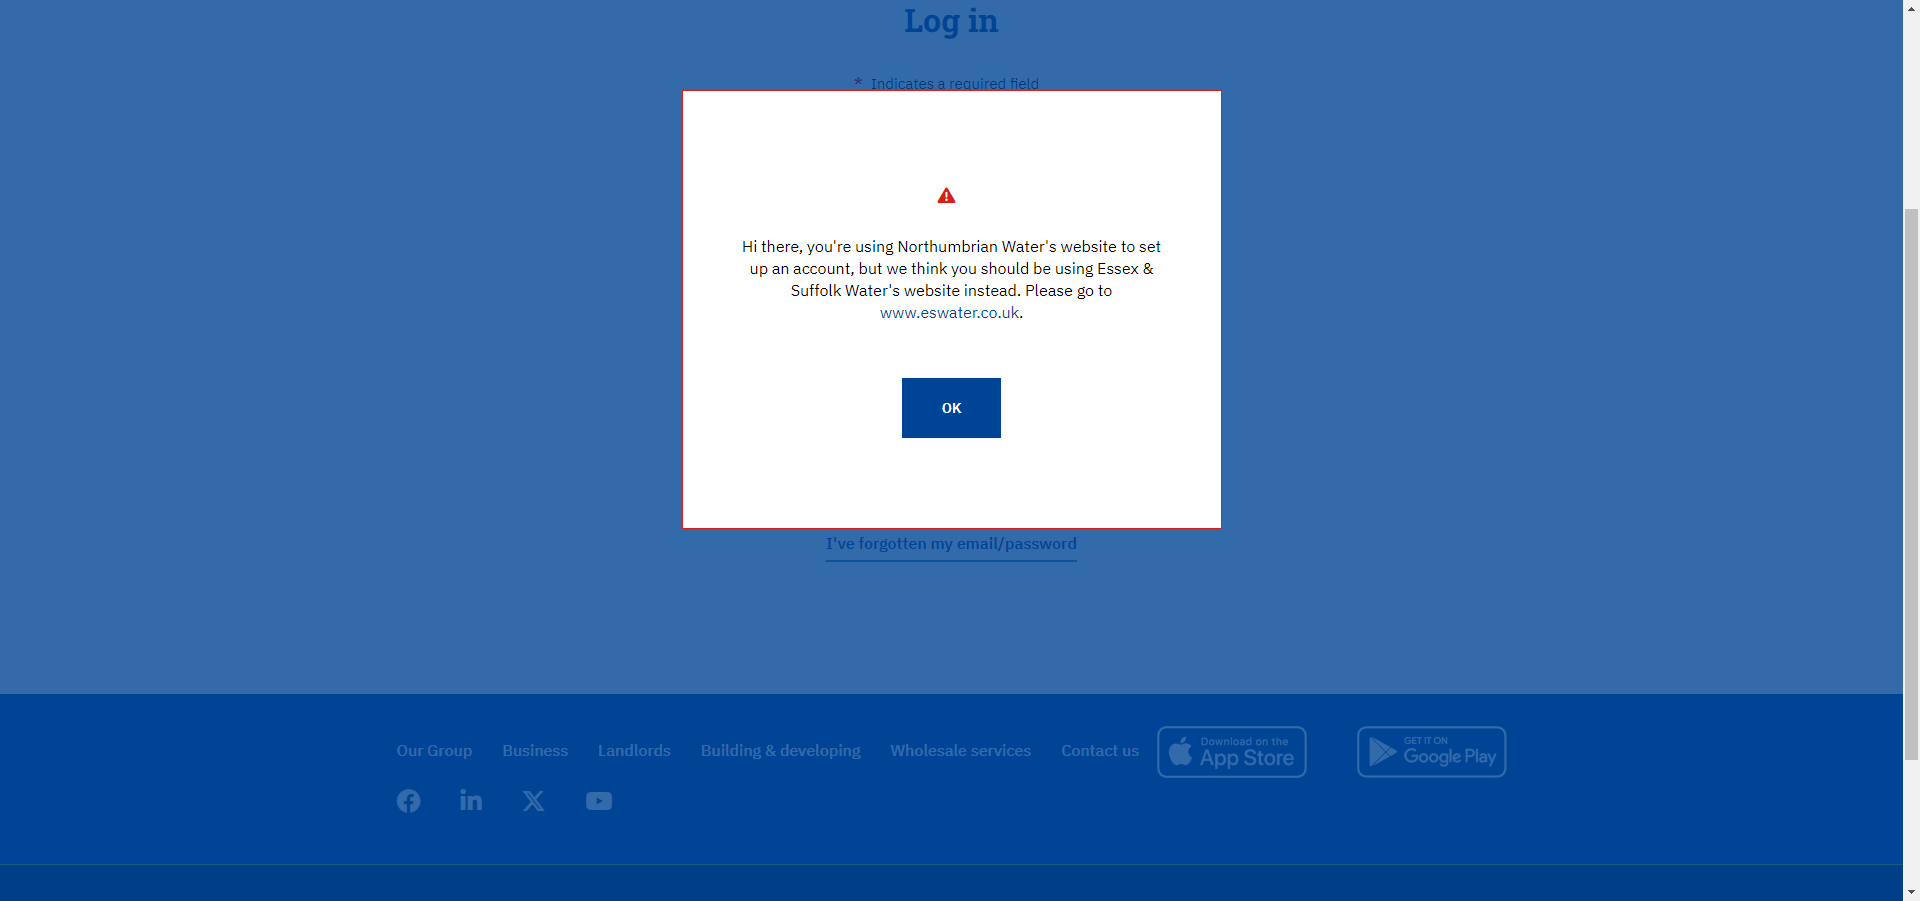 Log in
* Indicates a required field
Hi there, you're using Northumbrian Water's website to set
up an account, but we think you should be using Essex &
Suffolk Water's website instead. Please go to
www.eswater.co.uk.
OK
I've forgotten my email/password
Our Group Business Landlords Building & developing Wholesale services Contact us
Download on the
App Store
GET IT ON
Google Play